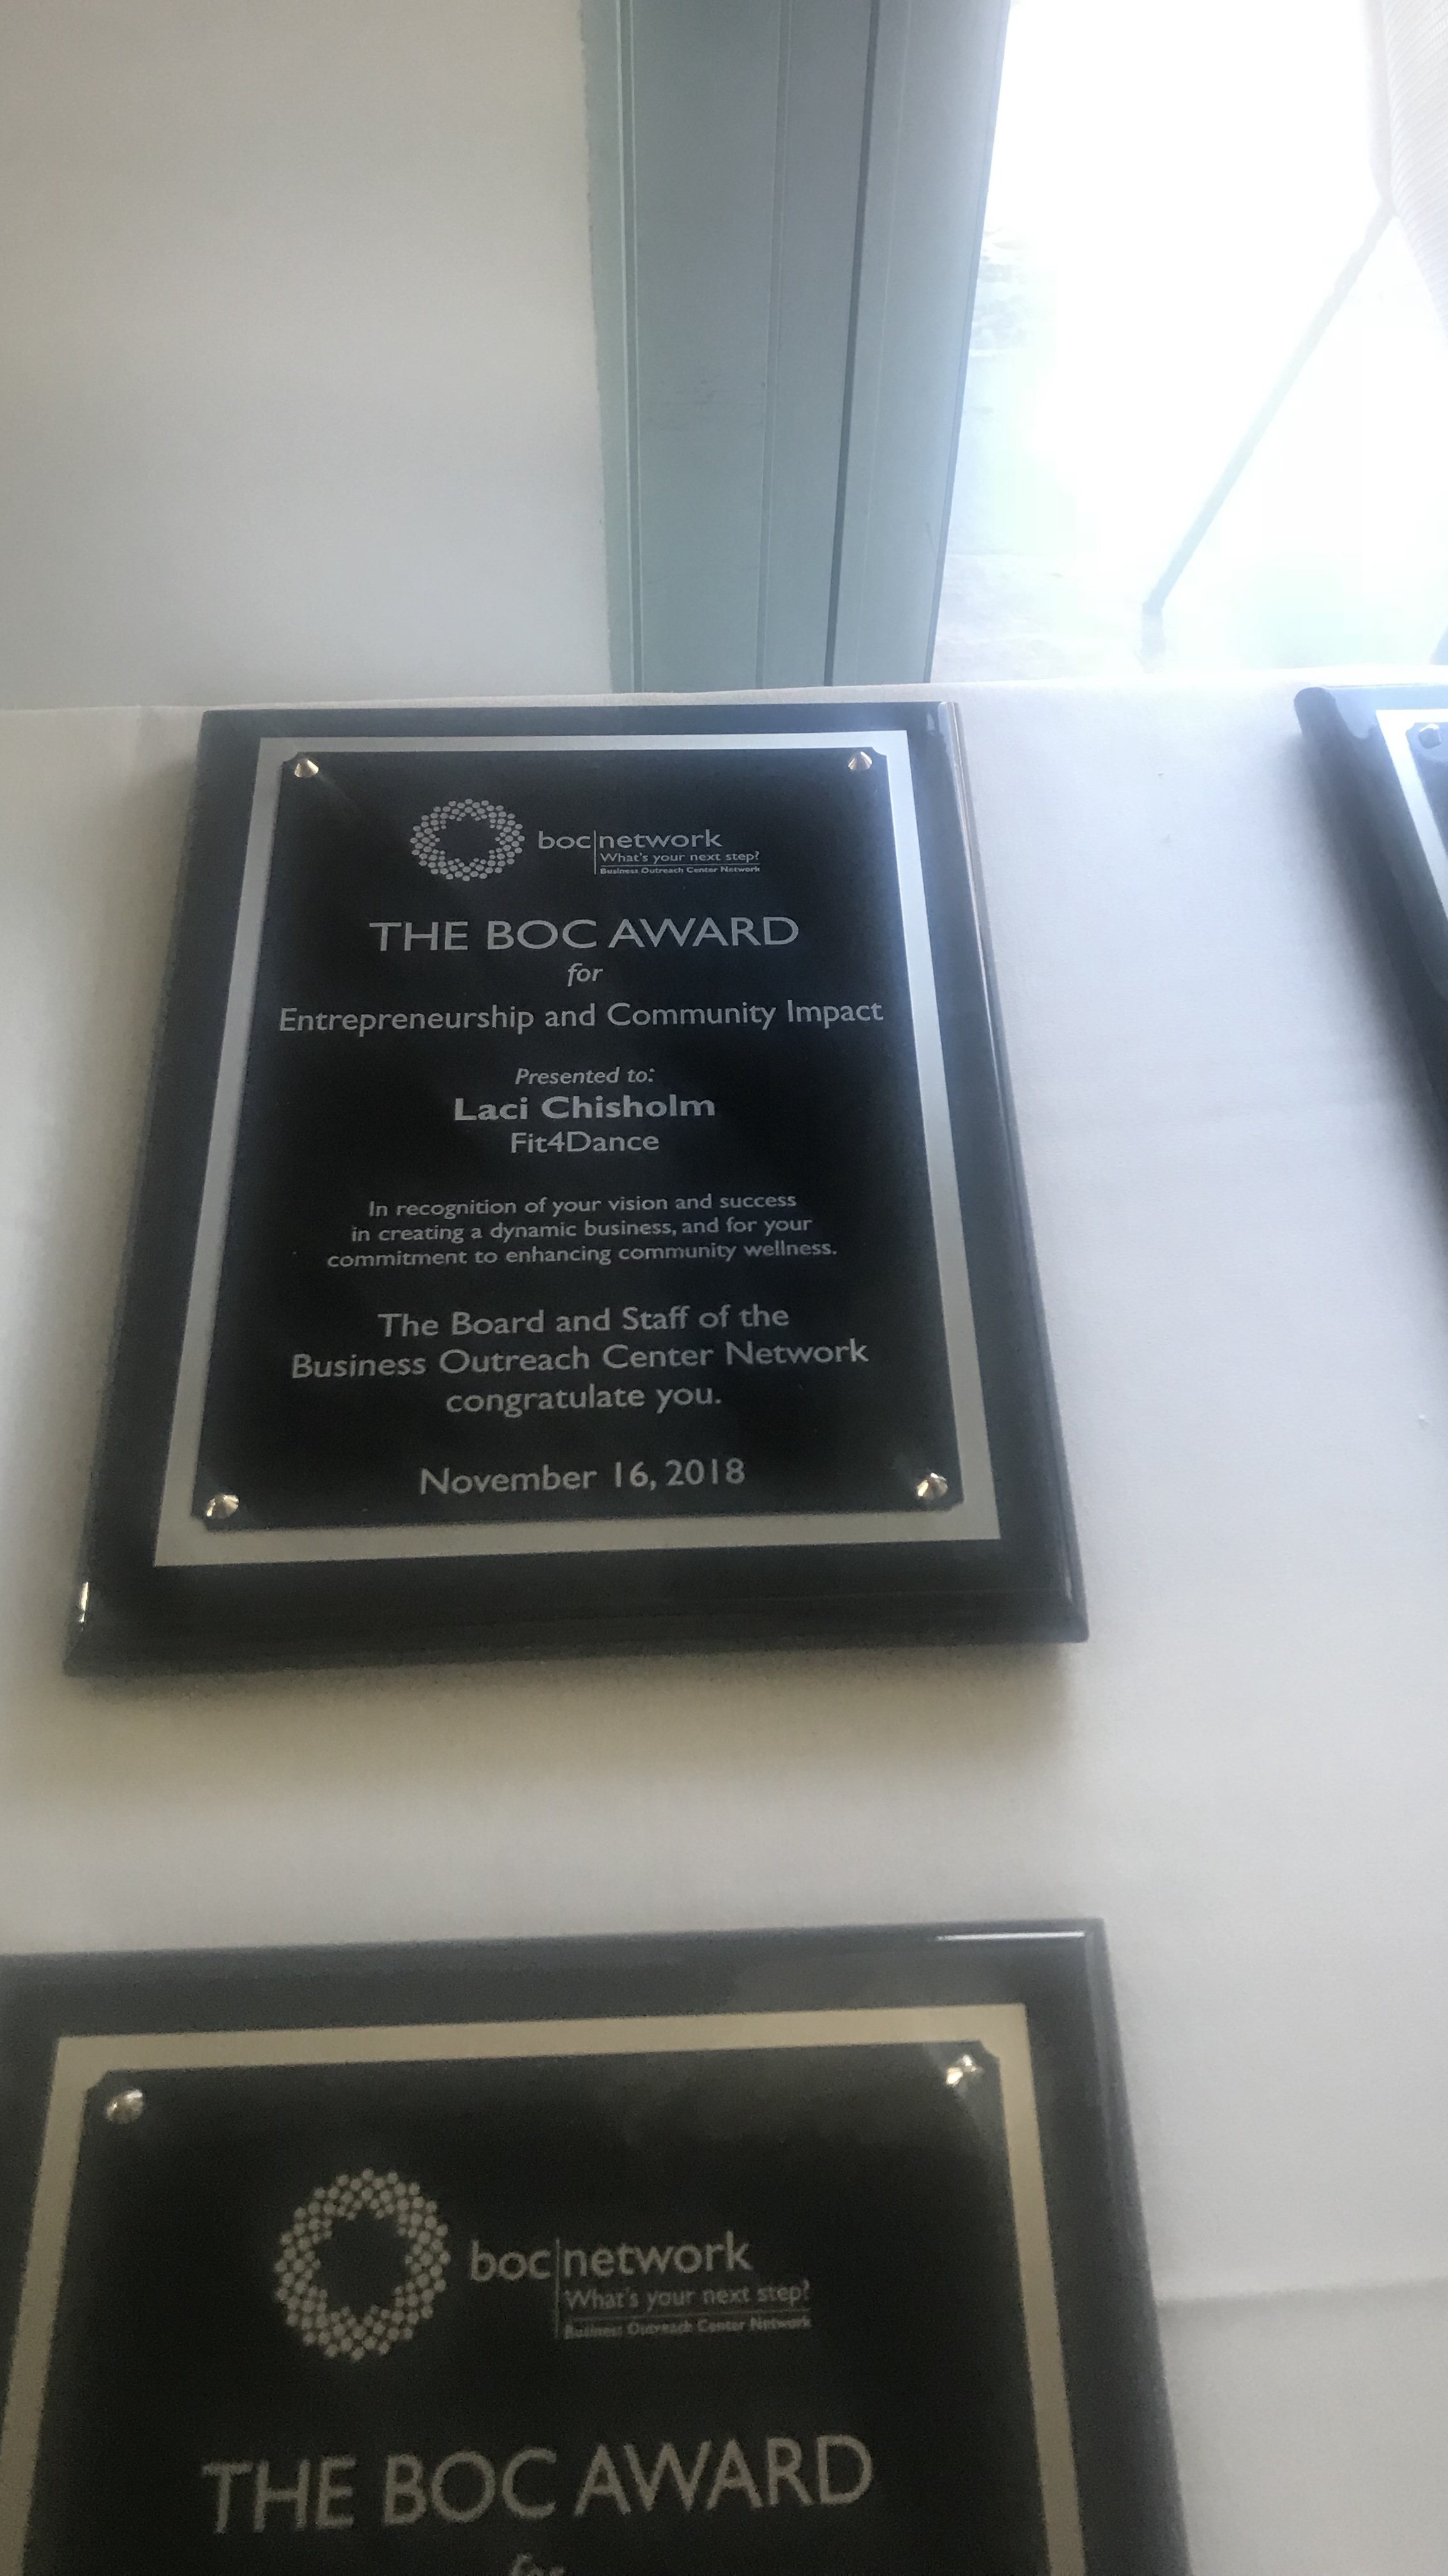 boc|network
What's your next step?
Business Outreach Center Network
THE BOC AWARD
for
Entrepreneurship and Community Impact
Presented to:
Laci Chisholm
Fit4Dance
In recognition of your vision and success
in creating a dynamic business, and for your
commitment to enhancing community wellness.
The Board and Staff of the
Business Outreach Center Network
congratulate you.
November 16, 2018
boc|network
What's your next step?
Business Outreach Center Network
THE BOC AWARD
for